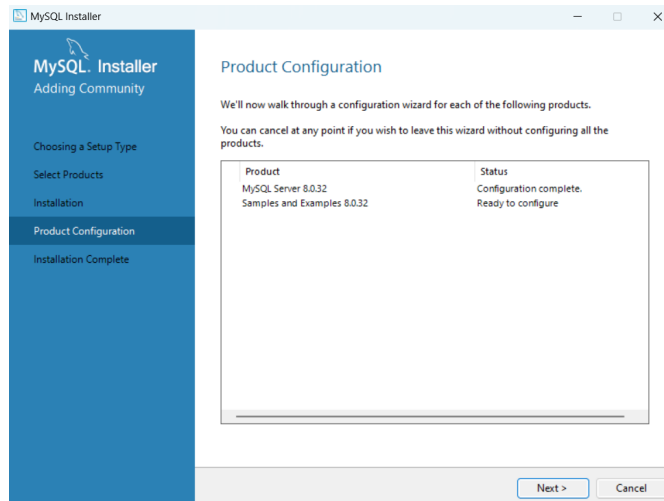 MySQL Installer
MySQL. Installer
Adding Community
Choosing a Setup Type
Select Products
Installation
Product Configuration
Installation Complete
Product Configuration
We'll now walk through a configuration wizard for each of the following products.
You can cancel at any point if you wish to leave this wizard without configuring all the
products.
Product Status
MySQL Server 8.0.32 Configuration complete.
Samples and Examples 8.0.32 Ready to configure
Next > Cancel